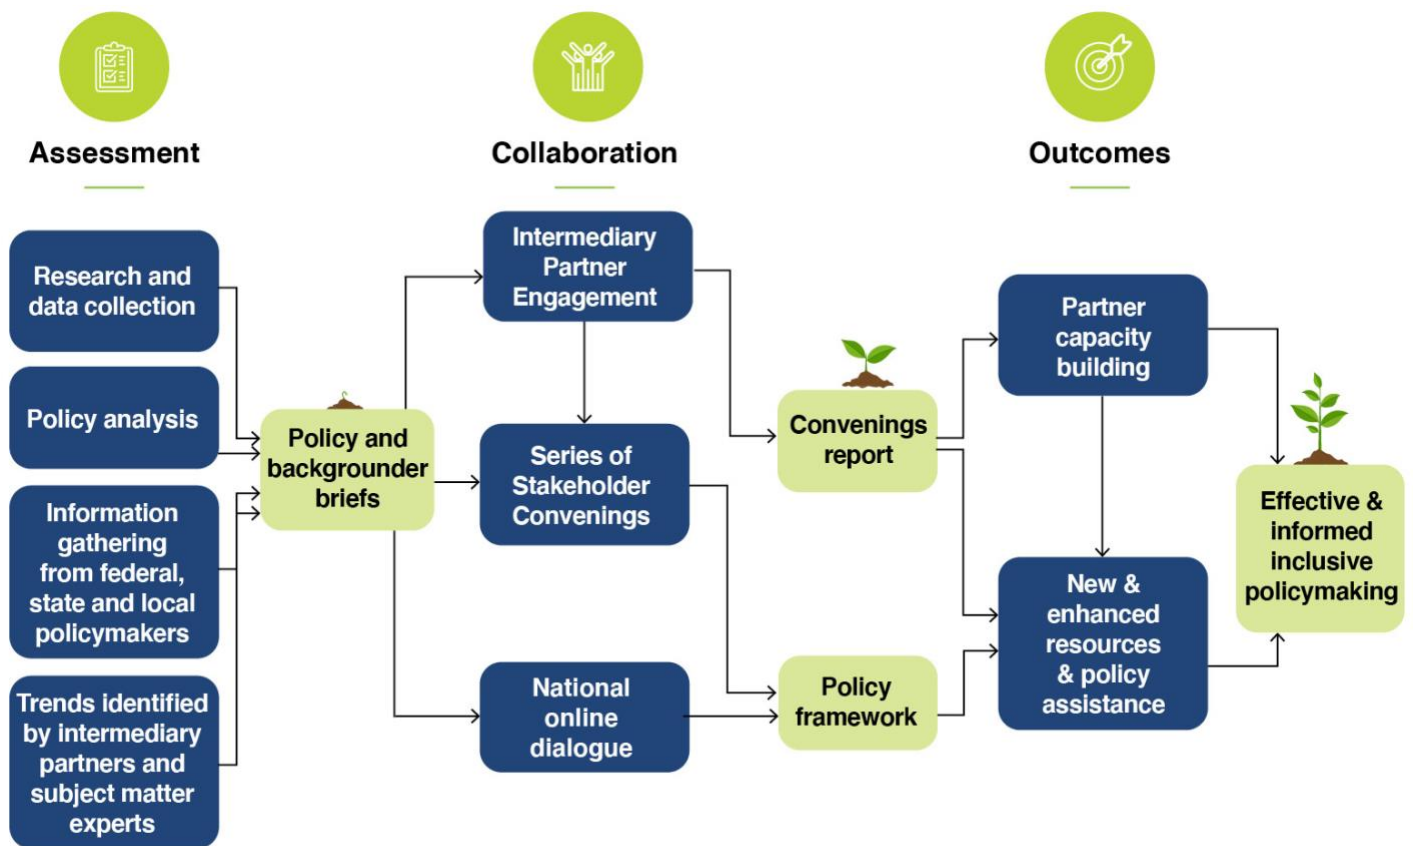 Assessment
Collaboration
Outcomes
Research and
data collection
Policy analysis
Information
gathering
from federal,
state and local
policymakers
Trends identified
by intermediary
partners and
subject matter
experts
Policy and
backgrounder
briefs
Intermediary
Partner
Engagement
Series of
Stakeholder
Convenings
National
online
dialogue
Convenings
report
Policy
framework
Partner
capacity
building
New &
enhanced
resources
& policy
assistance
Effective &
informed
inclusive
policymaking